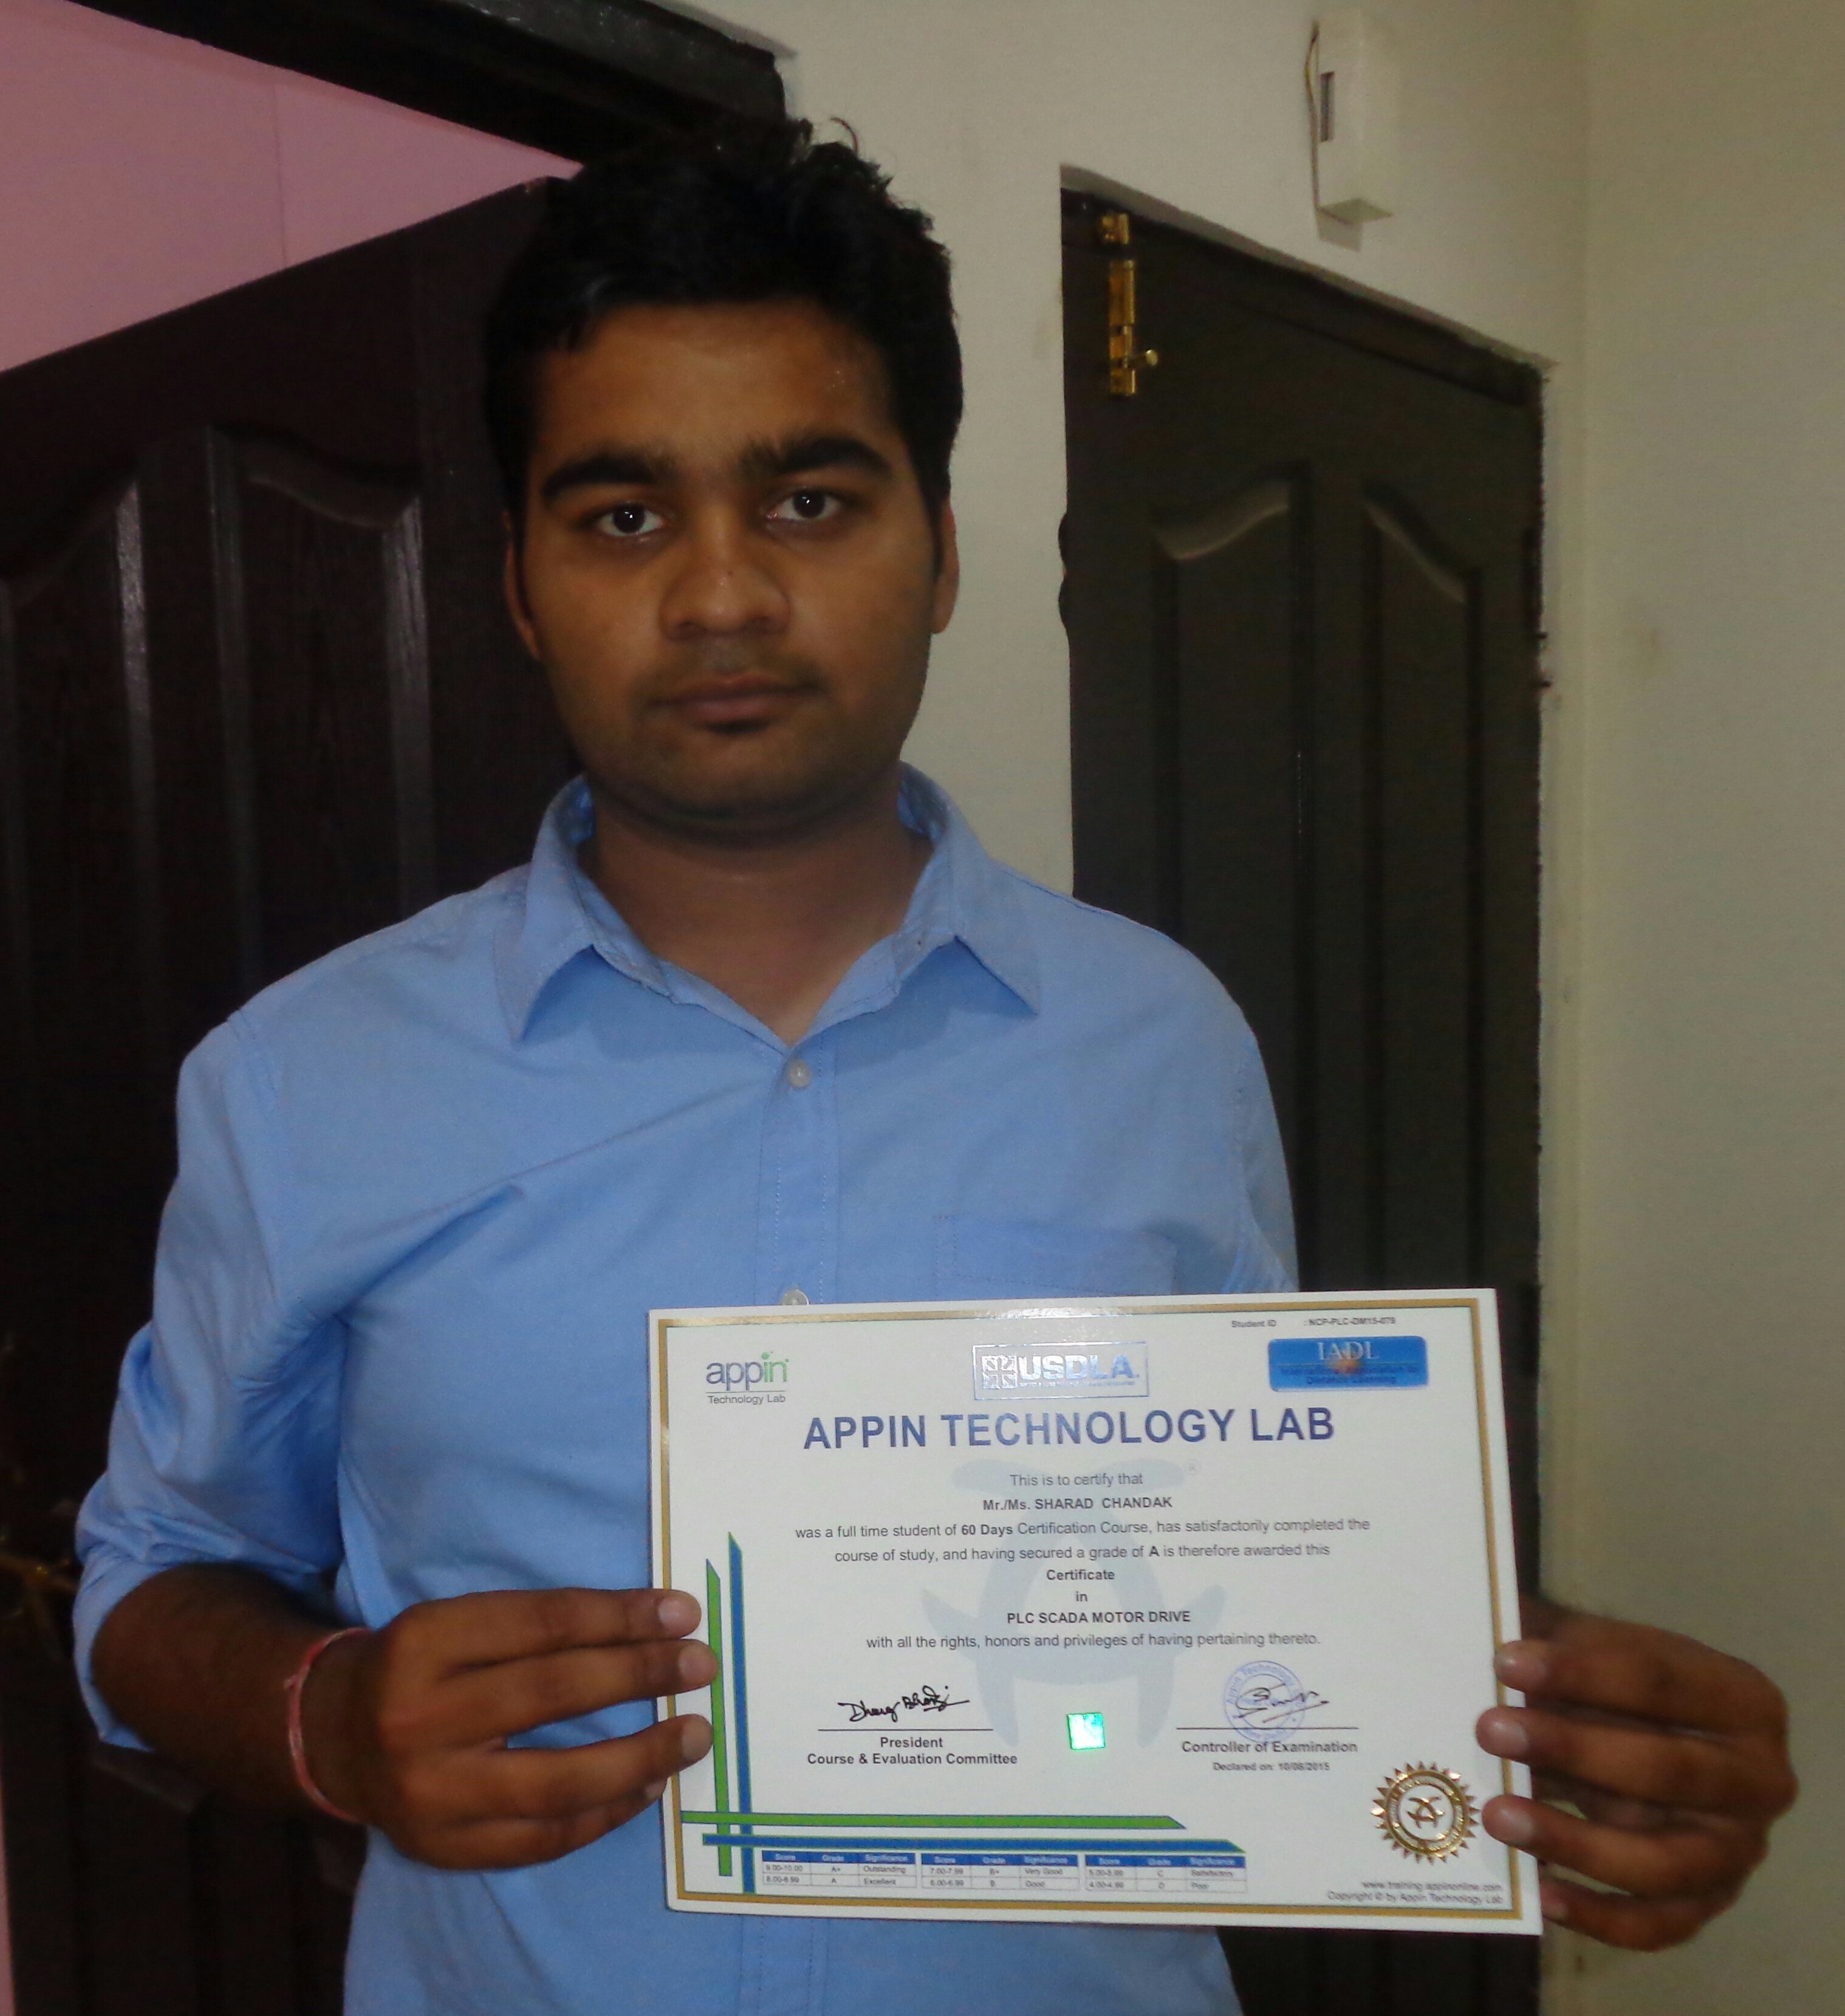 Student ID : NCP-PLC-DM15-079
appin
Technology Lab
USDLA
IADL
Distance Learning
APPIN TECHNOLOGY LAB
This is to certify that
Mr./Ms. SHARAD CHANDAK
was a full time student of 60 Days Certification Course, has satisfactorily completed the
course of study, and having secured a grade of A is therefore awarded this
Certificate
in
PLC SCADA MOTOR DRIVE
with all the rights, honors and privileges of having pertaining thereto.
Appin Technology
President
Course & Evaluation Committee
Controller of Examination
Declared on: 10/08/2015
Score Grade Significance Score Grade Significance Score Grade Significance
9.00-10.00 A+ Outstanding 7.00-7.99 B+ Very Good 5.00-5.99 C Satisfactory
8.00-8.99 A Excellent 6.00-6.99 B Good 4.00-4.99 D Poor
www.training.appinonline.com
Copyright © by Appin Technology Lab